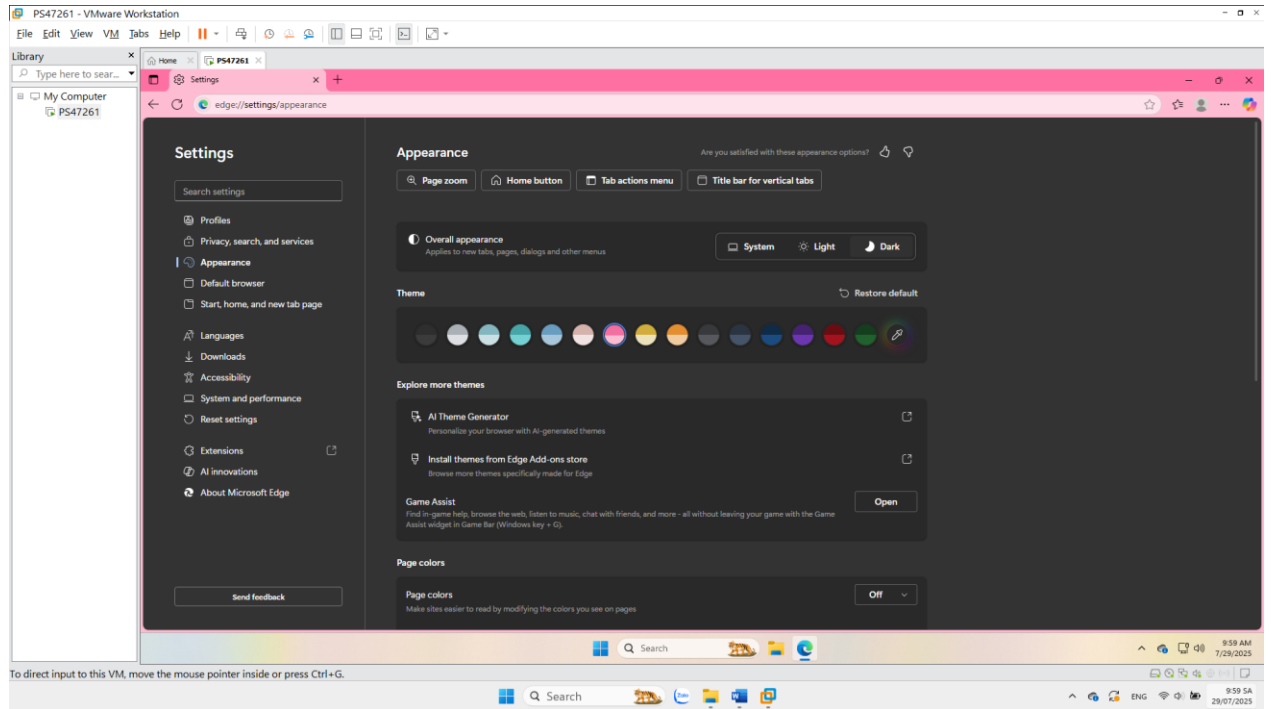 PS47261 - VMware Workstation
File Edit View VM Tabs Help
Library
Type here to sear...
My Computer
PS47261
Home
PS47261
Settings
edge://settings/appearance
Settings
Search settings
Profiles
Privacy, search, and services
Appearance
Default browser
Start, home, and new tab page
Languages
Downloads
Accessibility
System and performance
Reset settings
Extensions
AI innovations
About Microsoft Edge
Send feedback
Appearance
Are you satisfied with these appearance options?
Page zoom
Home button
Tab actions menu
Title bar for vertical tabs
Overall appearance
Applies to new tabs, pages, dialogs and other menus
System
Light
Dark
Theme
Restore default
Explore more themes
AI Theme Generator
Personalize your browser with AI-generated themes
Install themes from Edge Add-ons store
Browse more themes specifically made for Edge
Game Assist
Find in-game help, browse the web, listen to music, chat with friends, and more - all without leaving your game with the Game
Assist widget in Game Bar (Windows key + G).
Open
Page colors
Page colors
Make sites easier to read by modifying the colors you see on pages
Off
Search
9:59 AM
7/29/2025
To direct input to this VM, move the mouse pointer inside or press Ctrl+G.
Search
Zalo
ENG
9:59 SA
29/07/2025